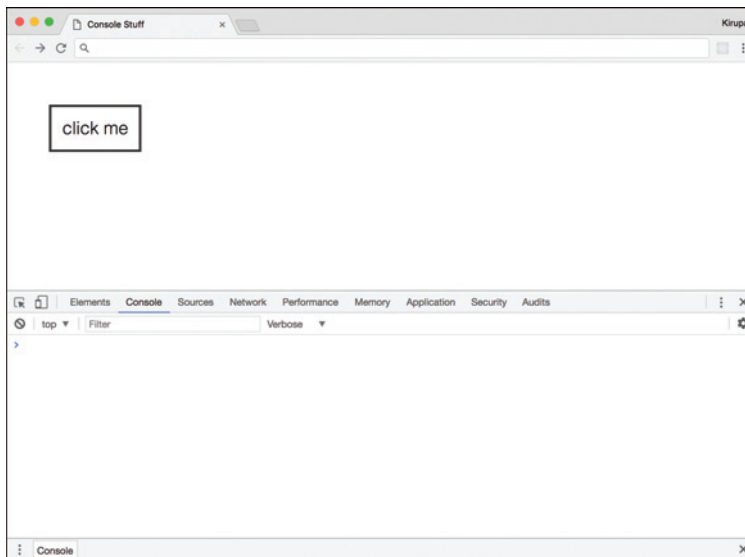 Console Stuff Kirupa
click me
Elements Console Sources Network Performance Memory Application Security Audits
top Filter Verbose
Console